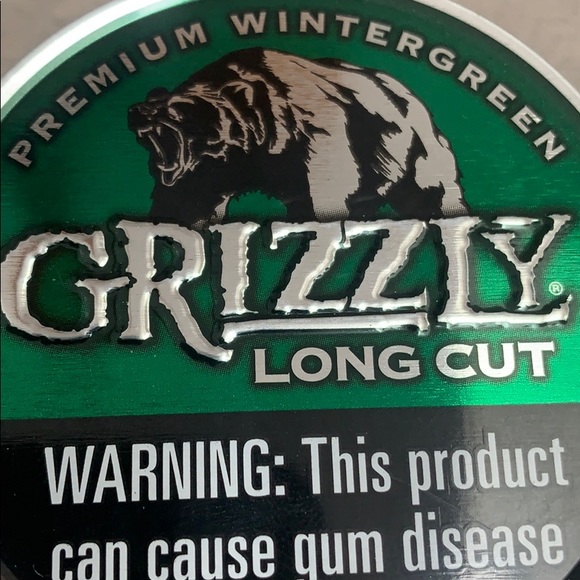 PREMIUM WINTERGREEN
GRIZZLY®
LONG CUT
WARNING: This product
can cause gum disease